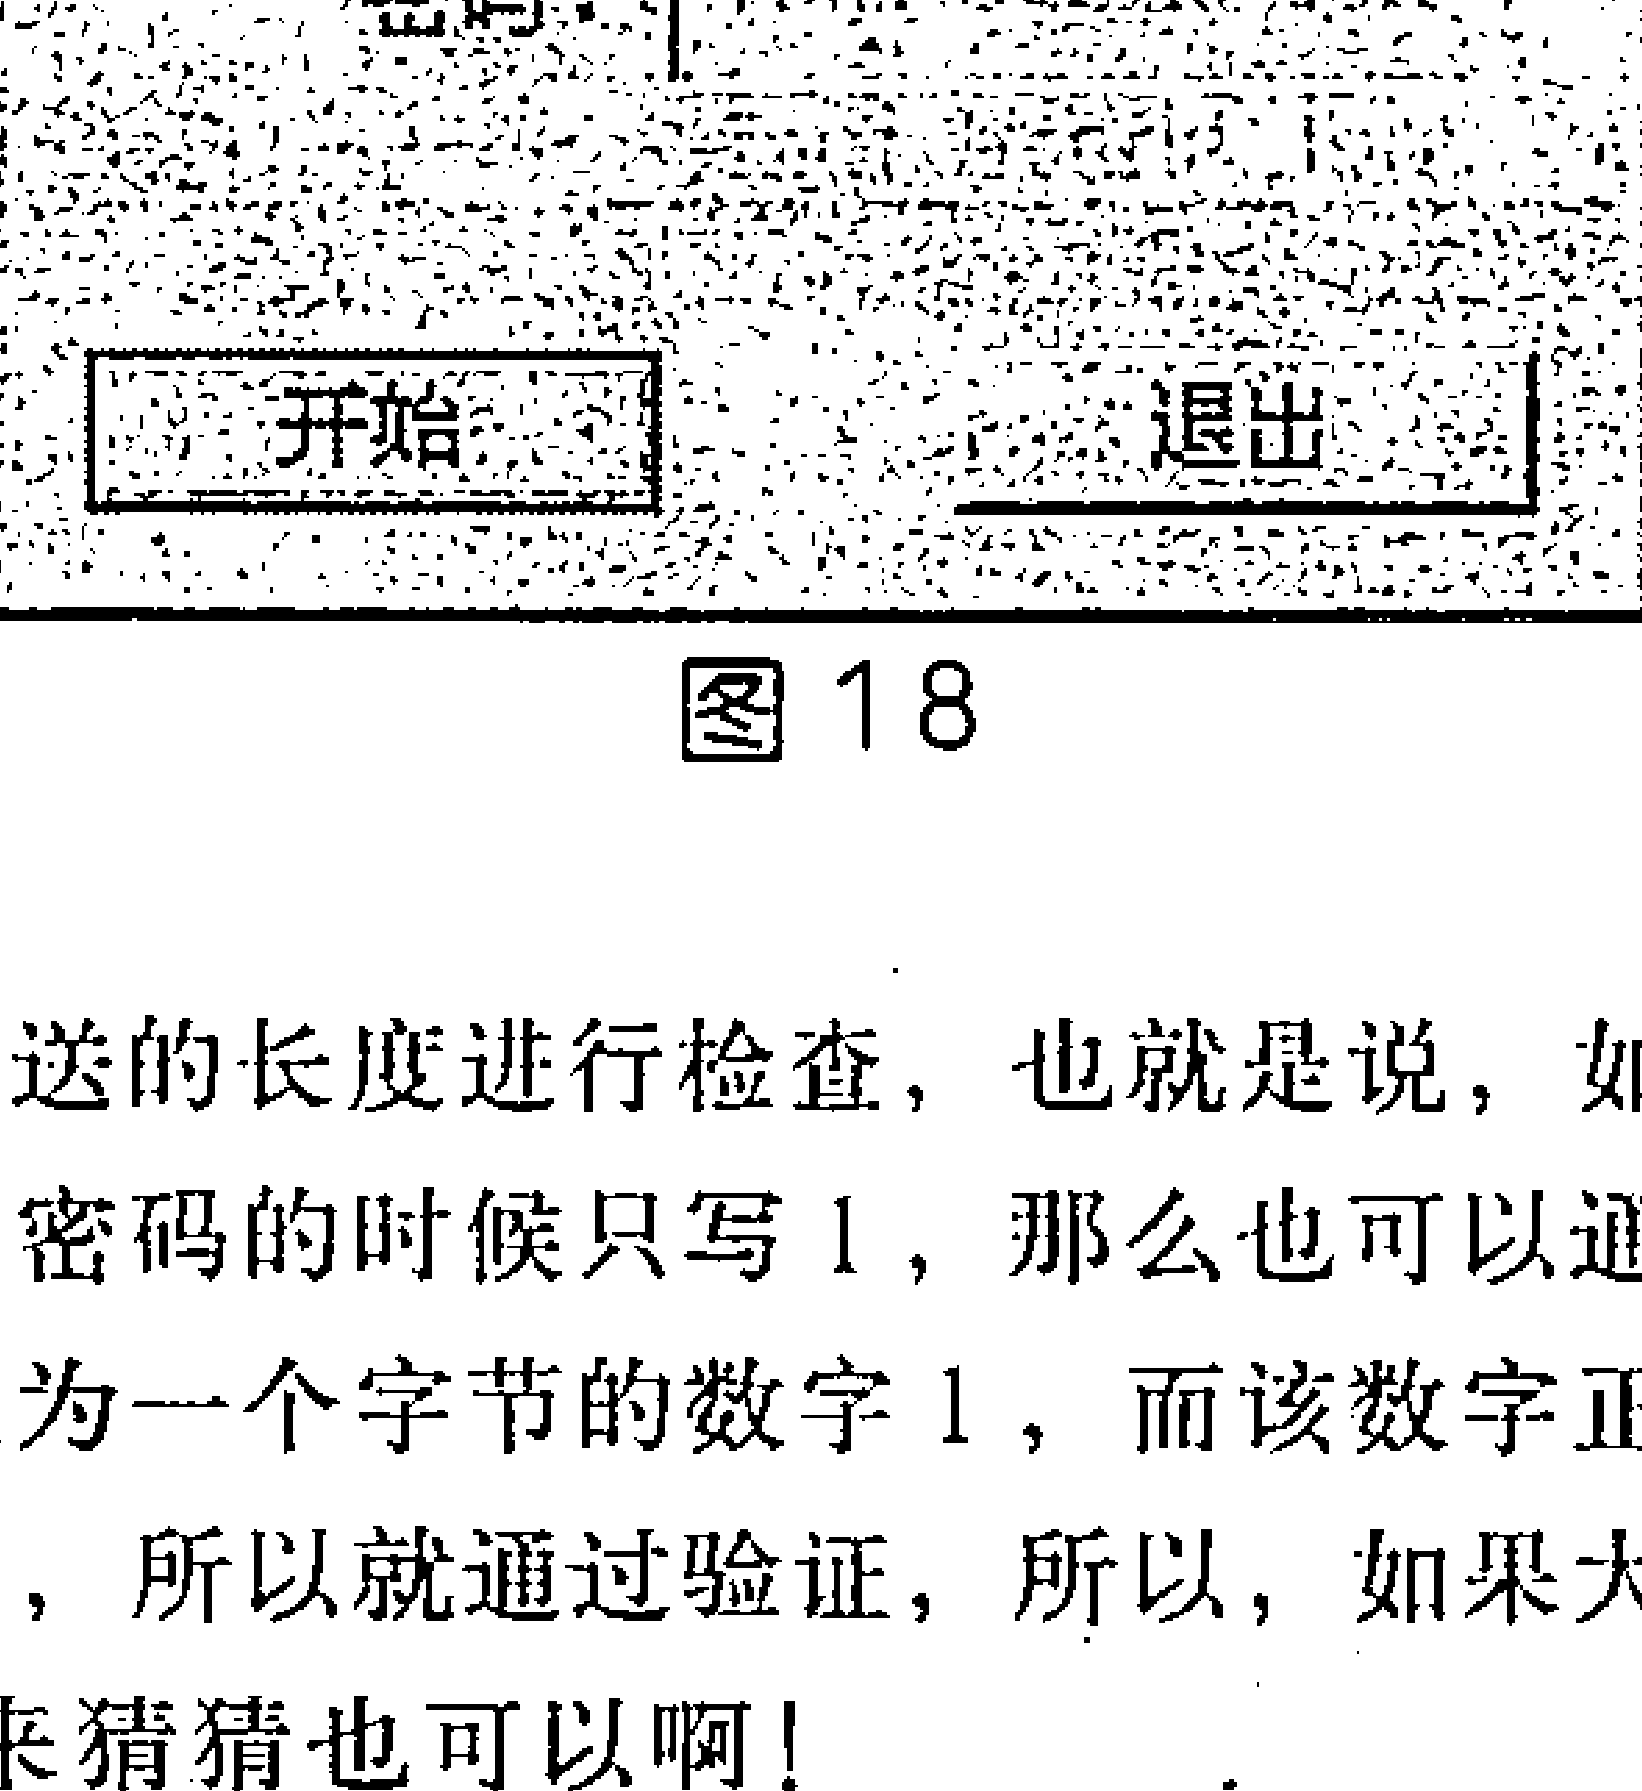 开始 退出
图 18
送的长度进行检查，也就是说，如
密码的时候只写1，那么也可以通
为一个字节的数字1，而该数字正
，所以就通过验证，所以，如果大
来猜猜也可以啊！